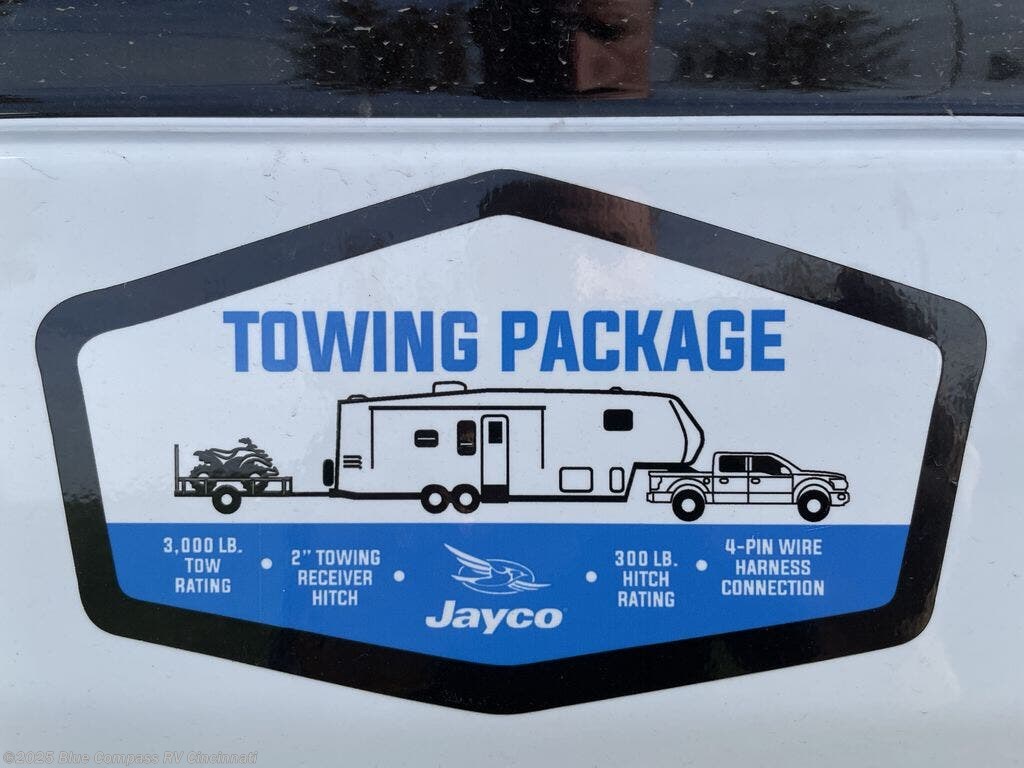 TOWING PACKAGE
3,000 LB.
TOW
RATING
•
2" TOWING
RECEIVER
HITCH
•
Jayco
•
300 LB.
HITCH
RATING
•
4-PIN WIRE
HARNESS
CONNECTION
©2025 Blue Compass RV Cincinnati